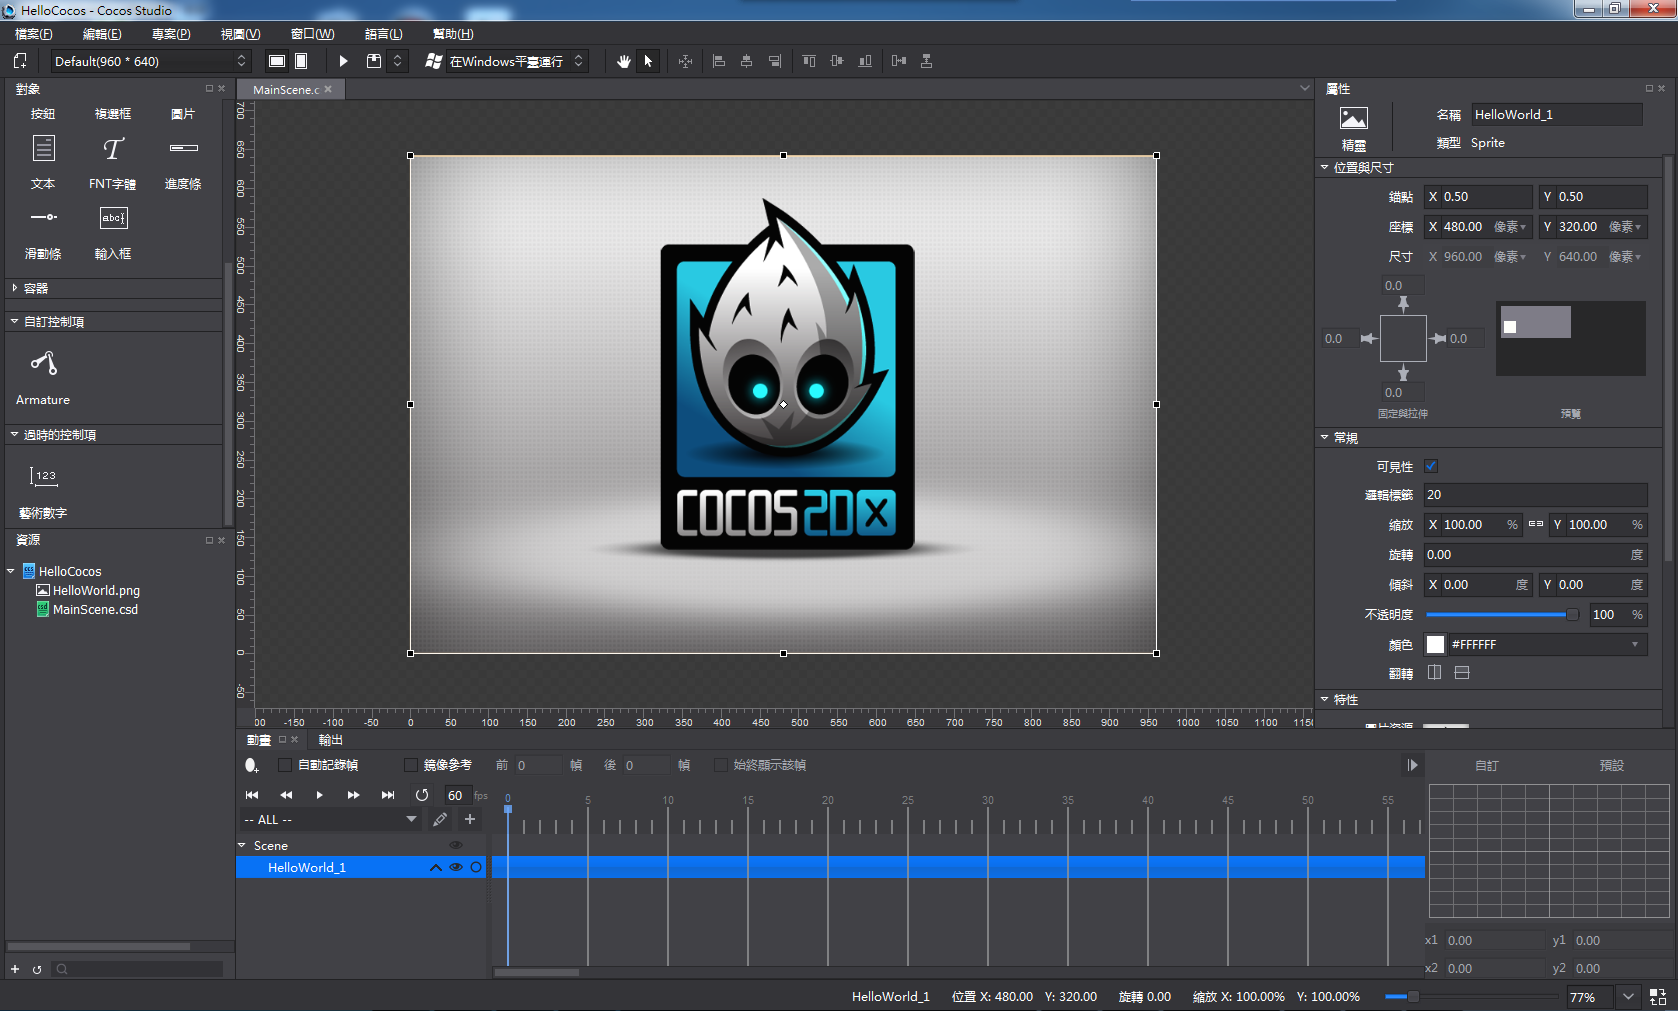 HelloCocos - Cocos Studio
檔案(F) 編輯(E) 專案(P) 視圖(V) 窗口(W) 語言(L) 幫助(H)
Default(960 * 640) 在Windows平臺運行
對象
按鈕 複選框 圖片
文本 FNT字體 進度條
abc
滑動條 輸入框
容器
自訂控制項
Armature
過時的控制項
123
藝術數字
資源
HelloCocos
HelloWorld.png
MainScene.csd
MainScene.c
700
650
600
550
500
450
400
350
300
250
200
150
100
50
0
-50
COCOS2DX
00 -150 -100 -50 0 50 100 150 200 250 300 350 400 450 500 550 600 650 700 750 800 850 900 950 1000 1050 1100 115
屬性
精靈
名稱 HelloWorld_1
類型 Sprite
位置與尺寸
錨點 X 0.50 Y 0.50
座標 X 480.00 像素 Y 320.00 像素
尺寸 X 960.00 像素 Y 640.00 像素
0.0
0.0 0.0
0.0
固定與拉伸 預覽
常規
可見性
邏輯標籤 20
縮放 X 100.00 % Y 100.00 %
旋轉 0.00 度
傾斜 X 0.00 度 Y 0.00 度
不透明度 100 %
顏色 #FFFFFF
翻轉
特性
圖片資源
動畫 輸出
自動記錄幀 鏡像參考 前 0 幀 後 0 幀 始終顯示該幀
60 fps
-- ALL --
0 5 10 15 20 25 30 35 40 45 50 55
Scene
HelloWorld_1
自訂 預設
x1 0.00 y1 0.00
x2 0.00 y2 0.00
HelloWorld_1 位置 X: 480.00 Y: 320.00 旋轉 0.00 縮放 X: 100.00% Y: 100.00% 77%